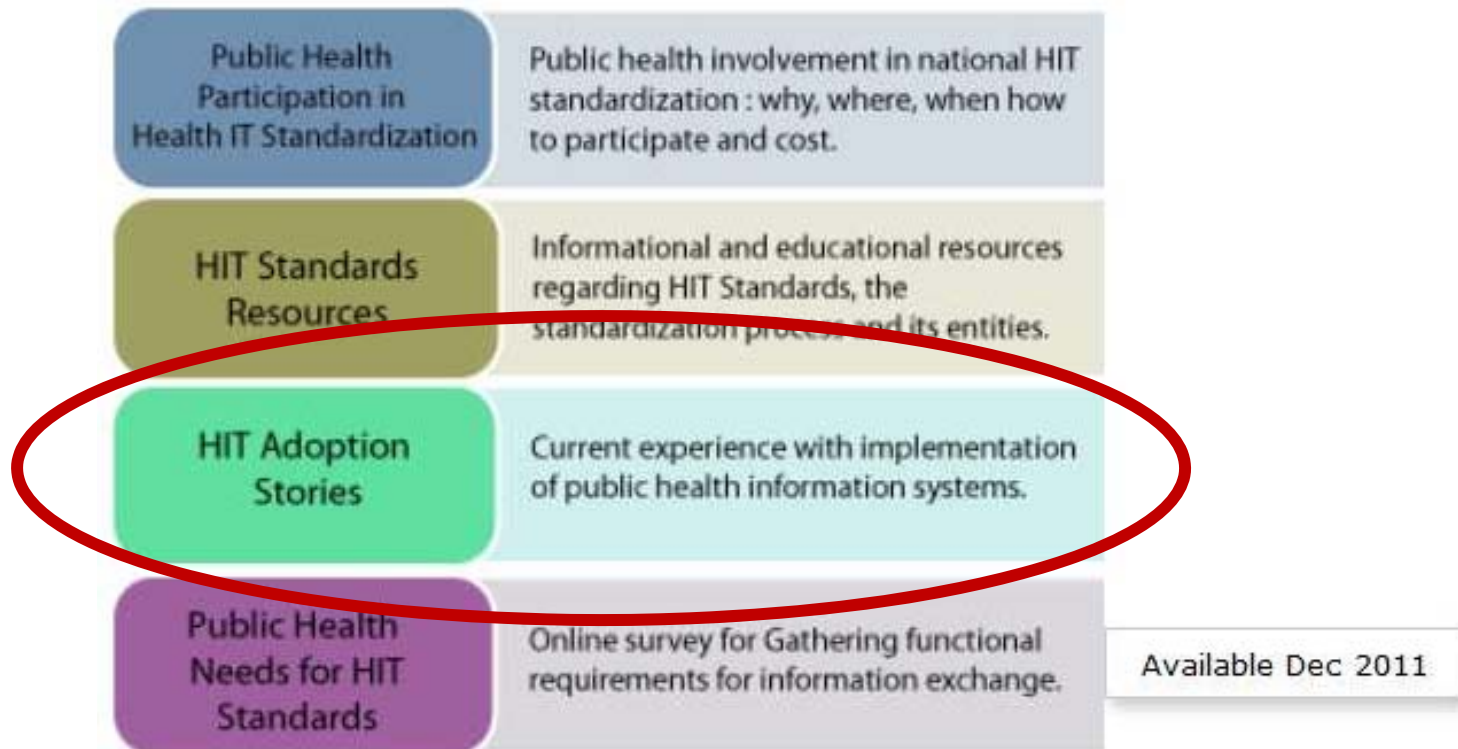 Public Health
Participation in
Health IT Standardization
Public health involvement in national HIT
standardization : why, where, when how
to participate and cost.
HIT Standards
Resources
Informational and educational resources
regarding HIT Standards, the
standardization process and its entities.
HIT Adoption
Stories
Current experience with implementation
of public health information systems.
Public Health
Needs for HIT
Standards
Online survey for Gathering functional
requirements for information exchange.
Available Dec 2011